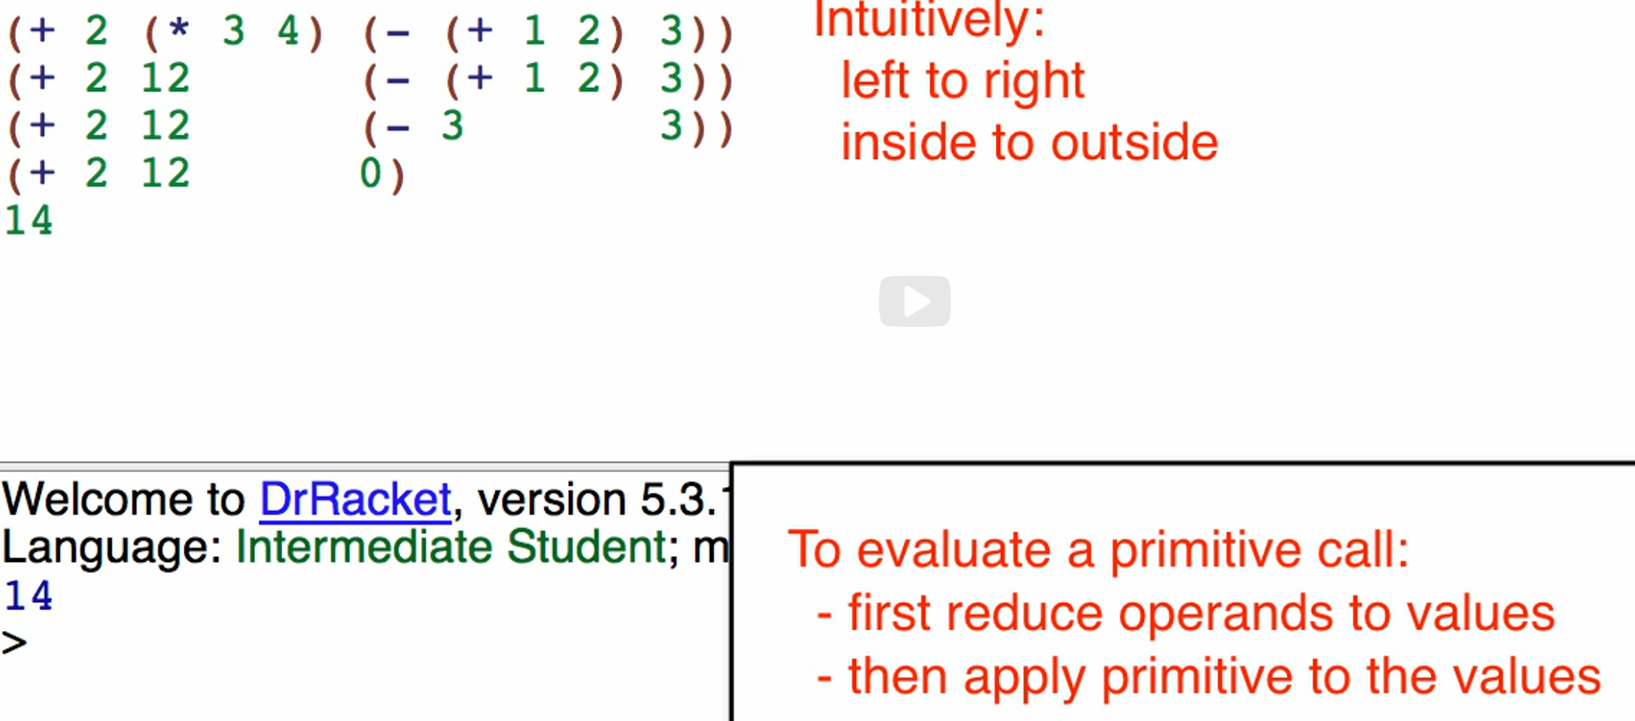 (+ 2 (* 3 4) (- (+ 1 2) 3))
(+ 2 12 (- (+ 1 2) 3))
(+ 2 12 (- 3 3))
(+ 2 12 0)
14
Intuitively:
left to right
inside to outside
Welcome to DrRacket, version 5.3.
Language: Intermediate Student; m
14
>
To evaluate a primitive call:
- first reduce operands to values
- then apply primitive to the values